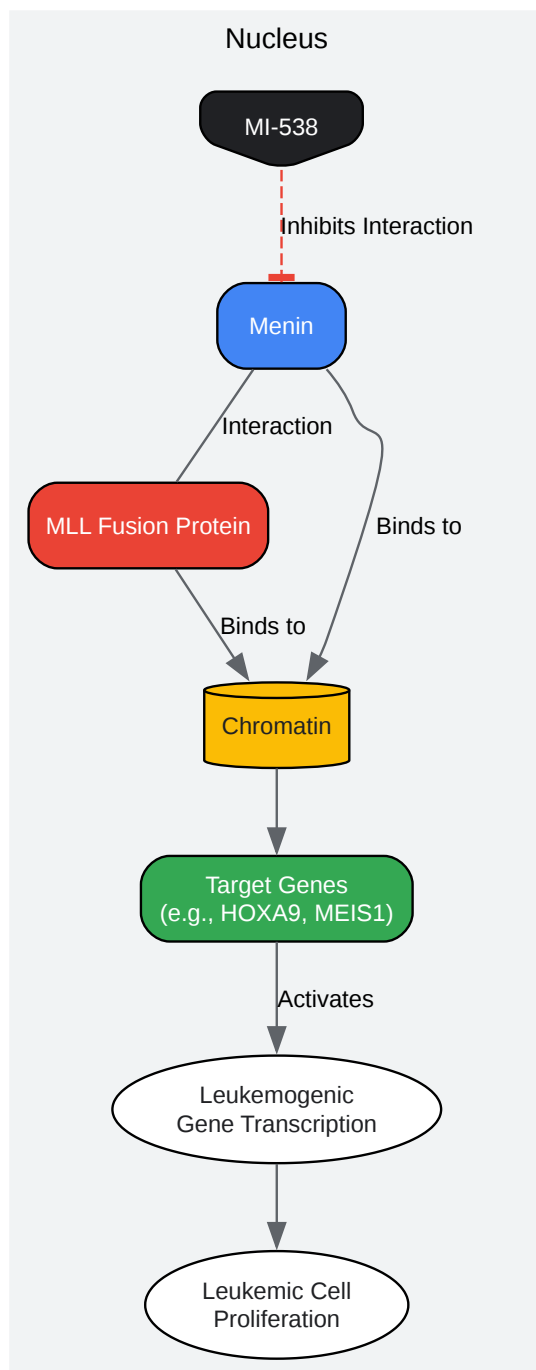 Nucleus
MI-538
Inhibits Interaction
Menin
Interaction
MLL Fusion Protein
Binds to
Binds to
Chromatin
Target Genes
(e.g., HOXA9, MEIS1)
Activates
Leukemogenic
Gene Transcription
Leukemic Cell
Proliferation